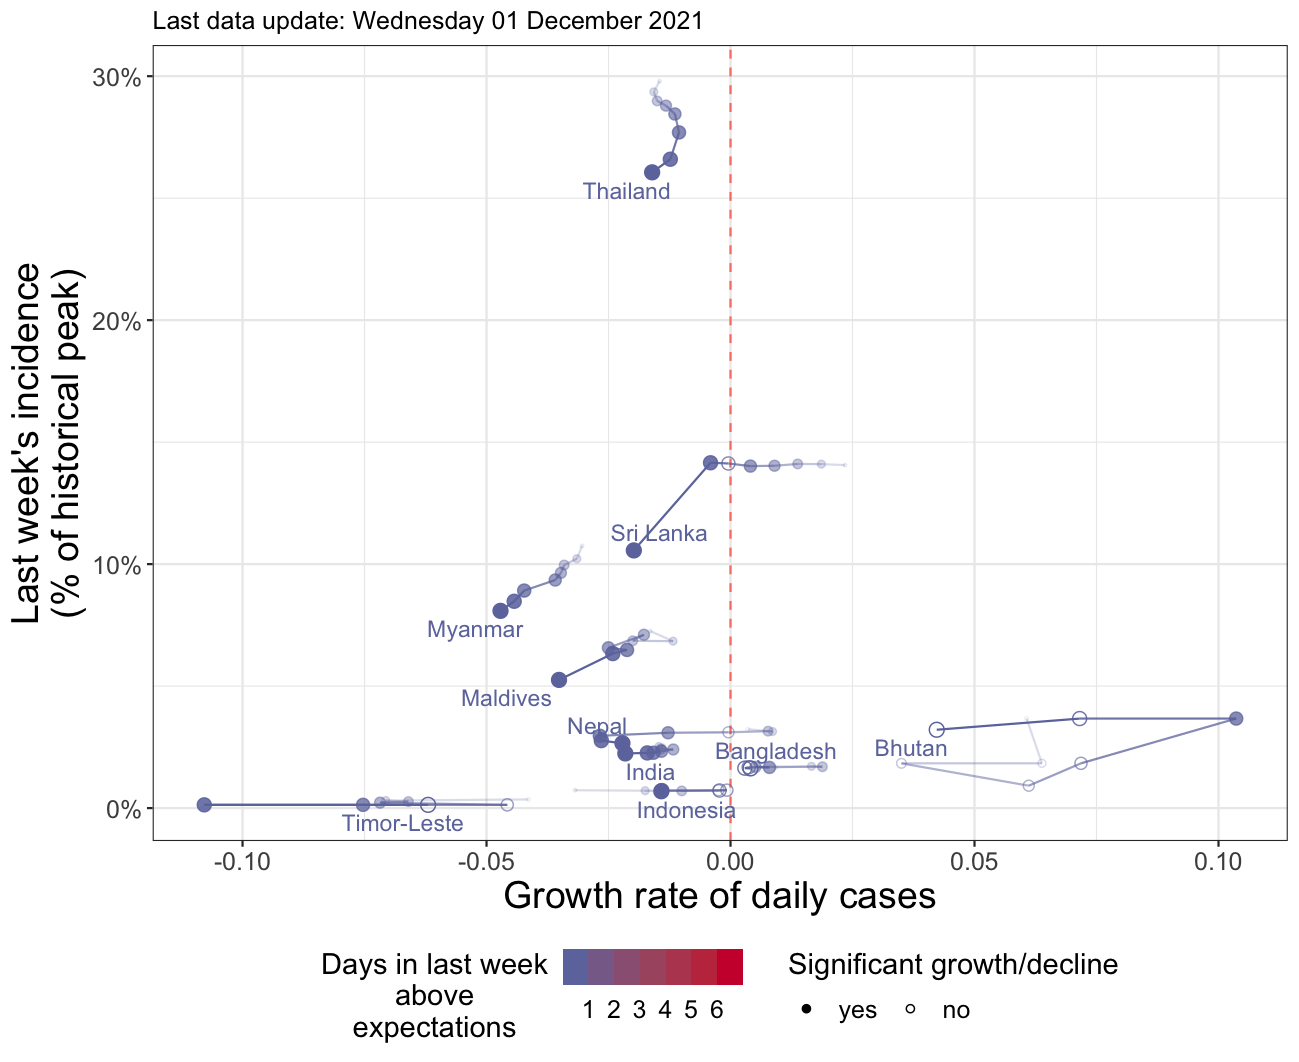 Last data update: Wednesday 01 December 2021
30%
20%
10%
0%
Last week's incidence
(% of historical peak)
Thailand
Sri Lanka
Myanmar
Maldives
Nepal
Bangladesh
Bhutan
India
Indonesia
Timor-Leste
-0.10 -0.05 0.00 0.05 0.10
Growth rate of daily cases
Days in last week
above
expectations
1 2 3 4 5 6
Significant growth/decline
yes no